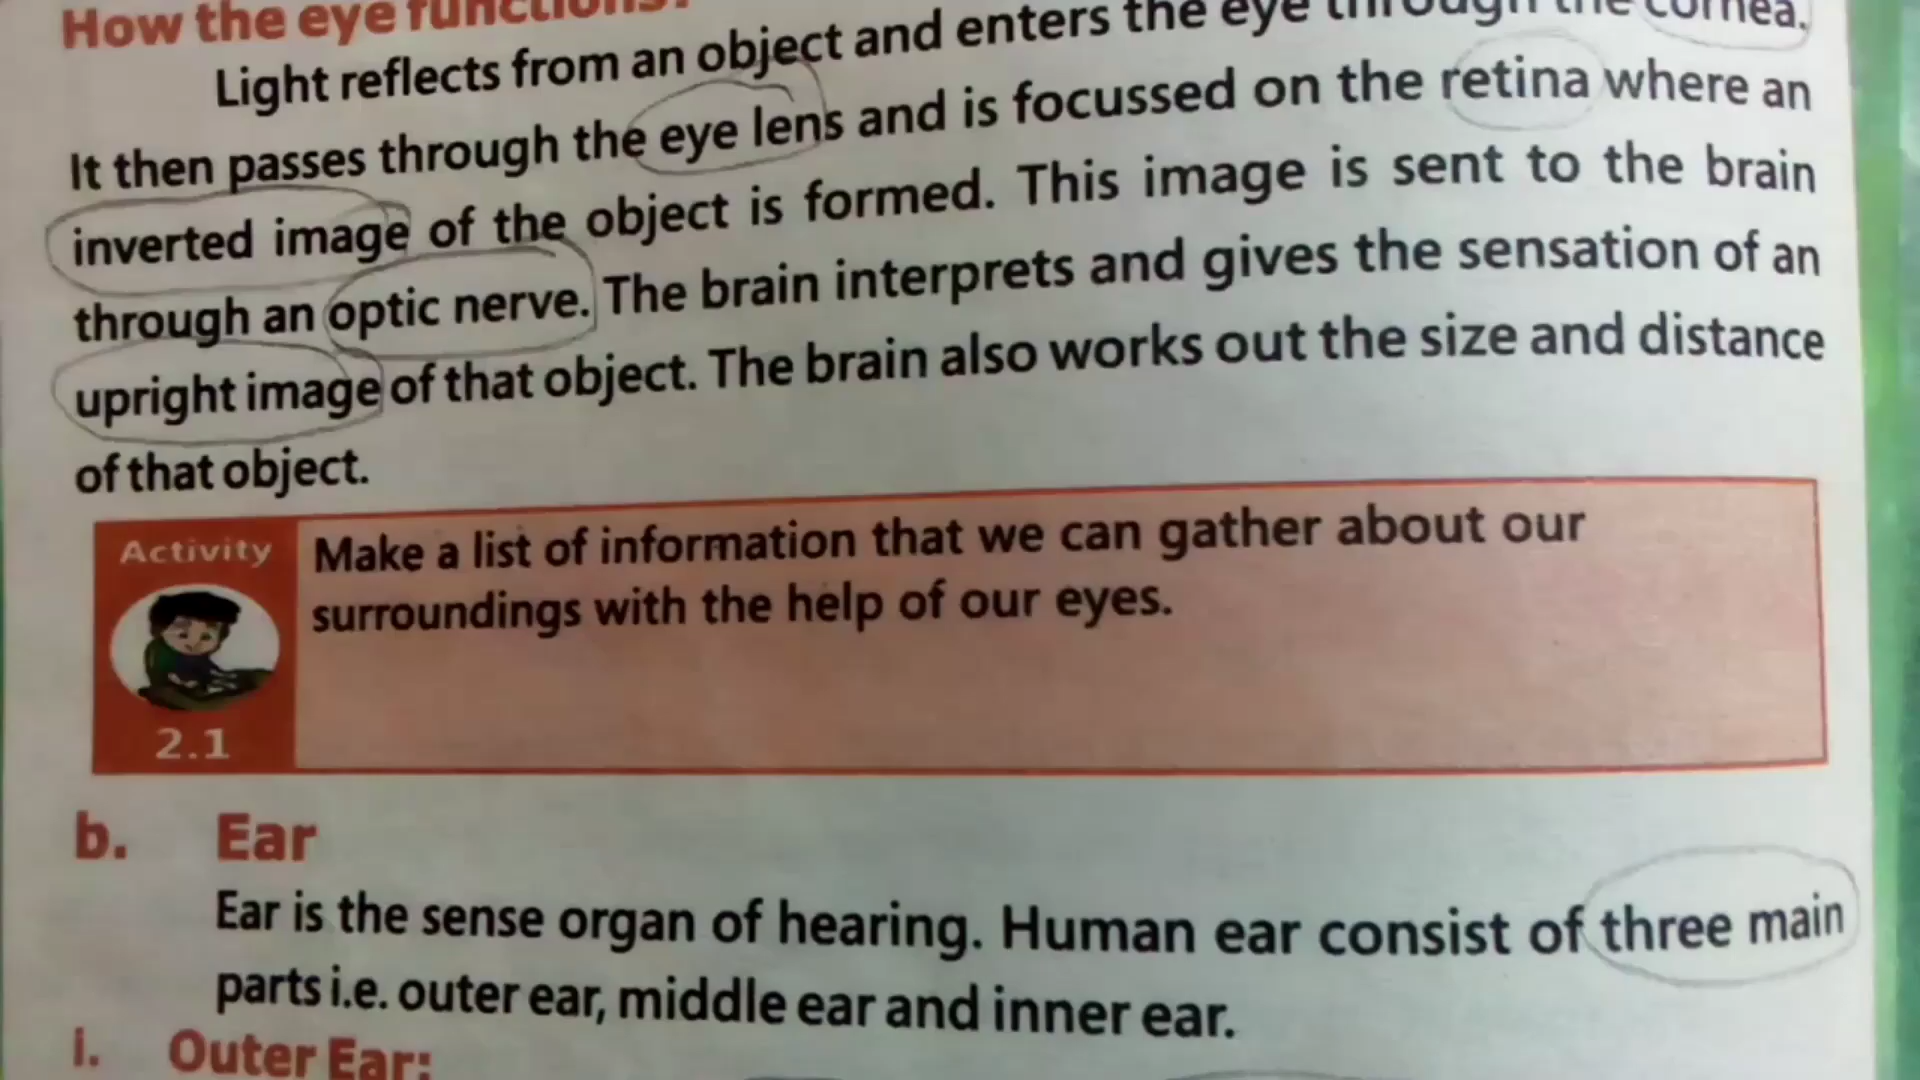 How the eye functions?
Light reflects from an object and enters the eye through the cornea.
It then passes through the eye lens and is focussed on the retina where an
inverted image of the object is formed. This image is sent to the brain
through an optic nerve. The brain interprets and gives the sensation of an
upright image of that object. The brain also works out the size and distance
of that object.
Activity
2.1
Make a list of information that we can gather about our
surroundings with the help of our eyes.
b. Ear
Ear is the sense organ of hearing. Human ear consist of three main
parts i.e. outer ear, middle ear and inner ear.
i. Outer Ear: